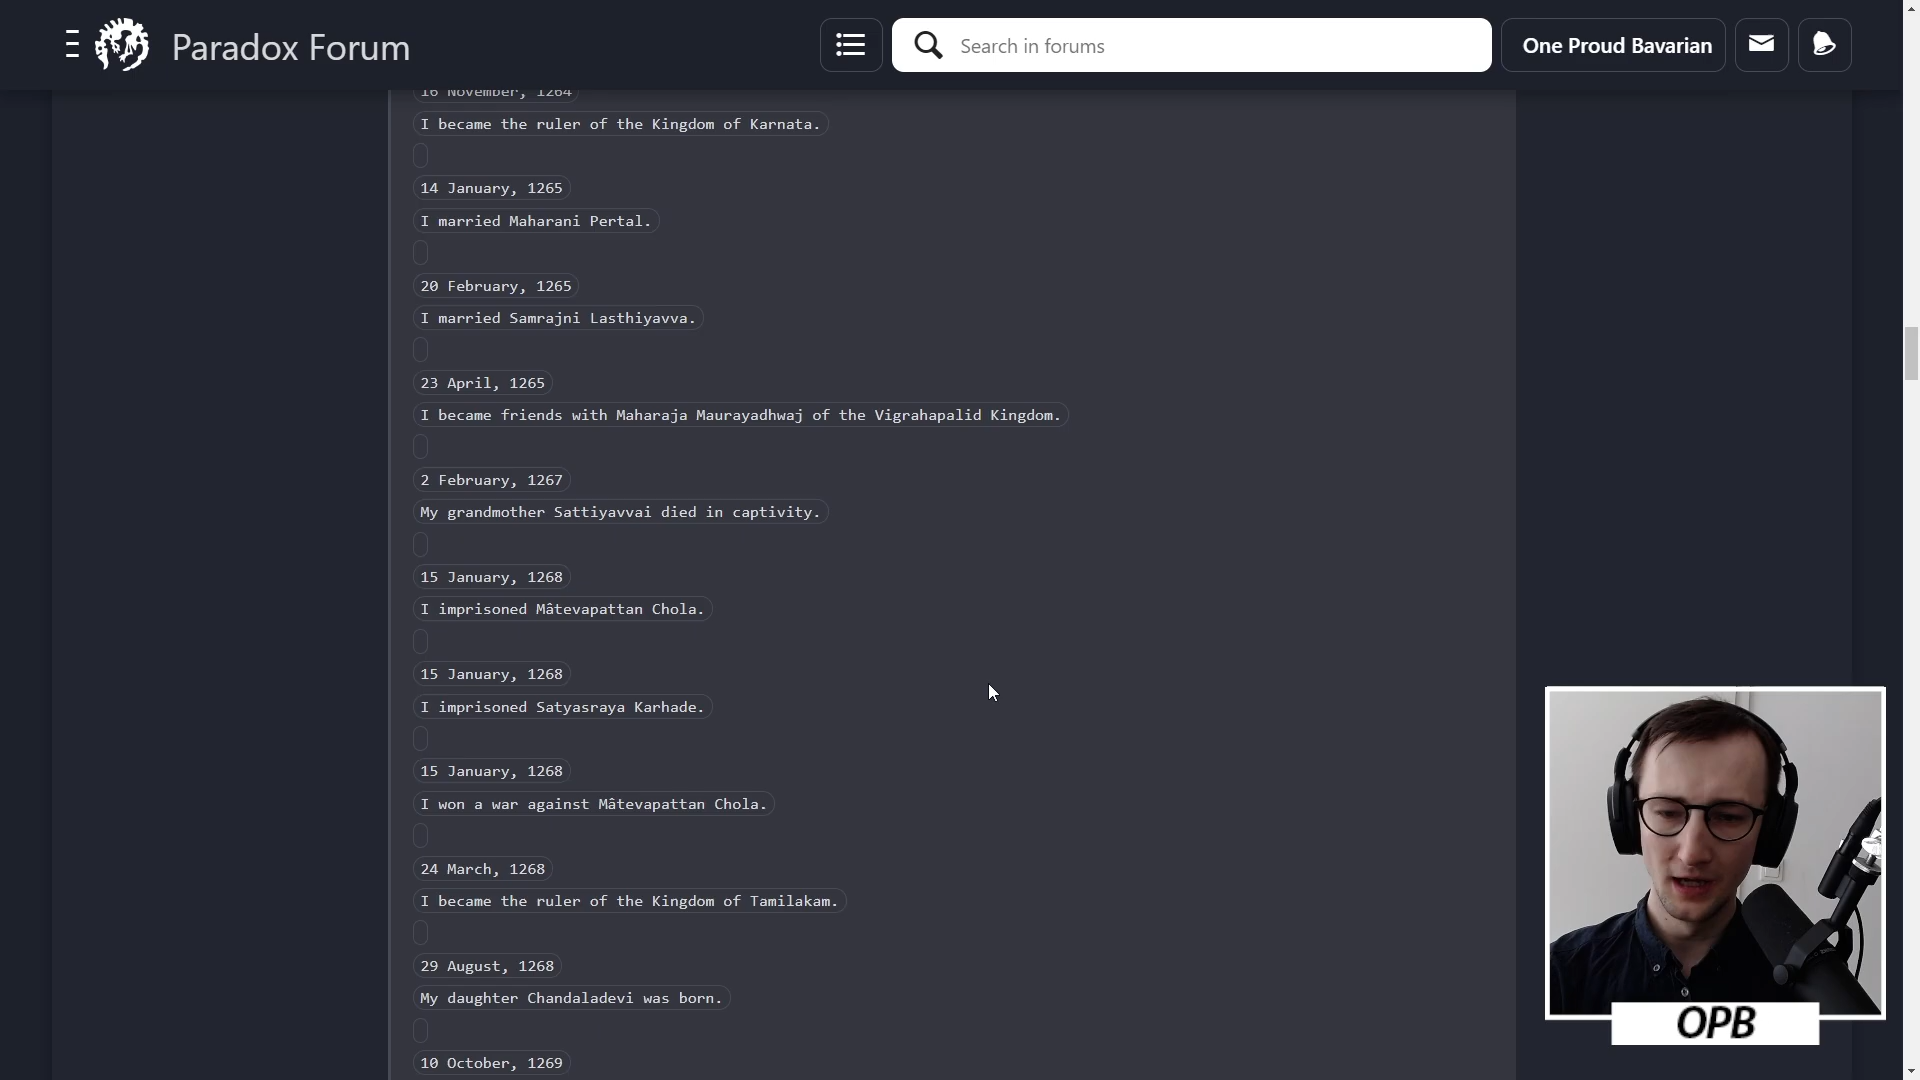 Paradox Forum
Search in forums
One Proud Bavarian
16 November, 1264
I became the ruler of the Kingdom of Karnata.
14 January, 1265
I married Maharani Pertal.
20 February, 1265
I married Samrajni Lasthiyavva.
23 April, 1265
I became friends with Maharaja Maurayadhwaj of the Vigrahapalid Kingdom.
2 February, 1267
My grandmother Sattiyavvai died in captivity.
15 January, 1268
I imprisoned Mâtevapattan Chola.
15 January, 1268
I imprisoned Satyasraya Karhade.
15 January, 1268
I won a war against Mâtevapattan Chola.
24 March, 1268
I became the ruler of the Kingdom of Tamilakam.
29 August, 1268
My daughter Chandaladevi was born.
10 October, 1269
OPB